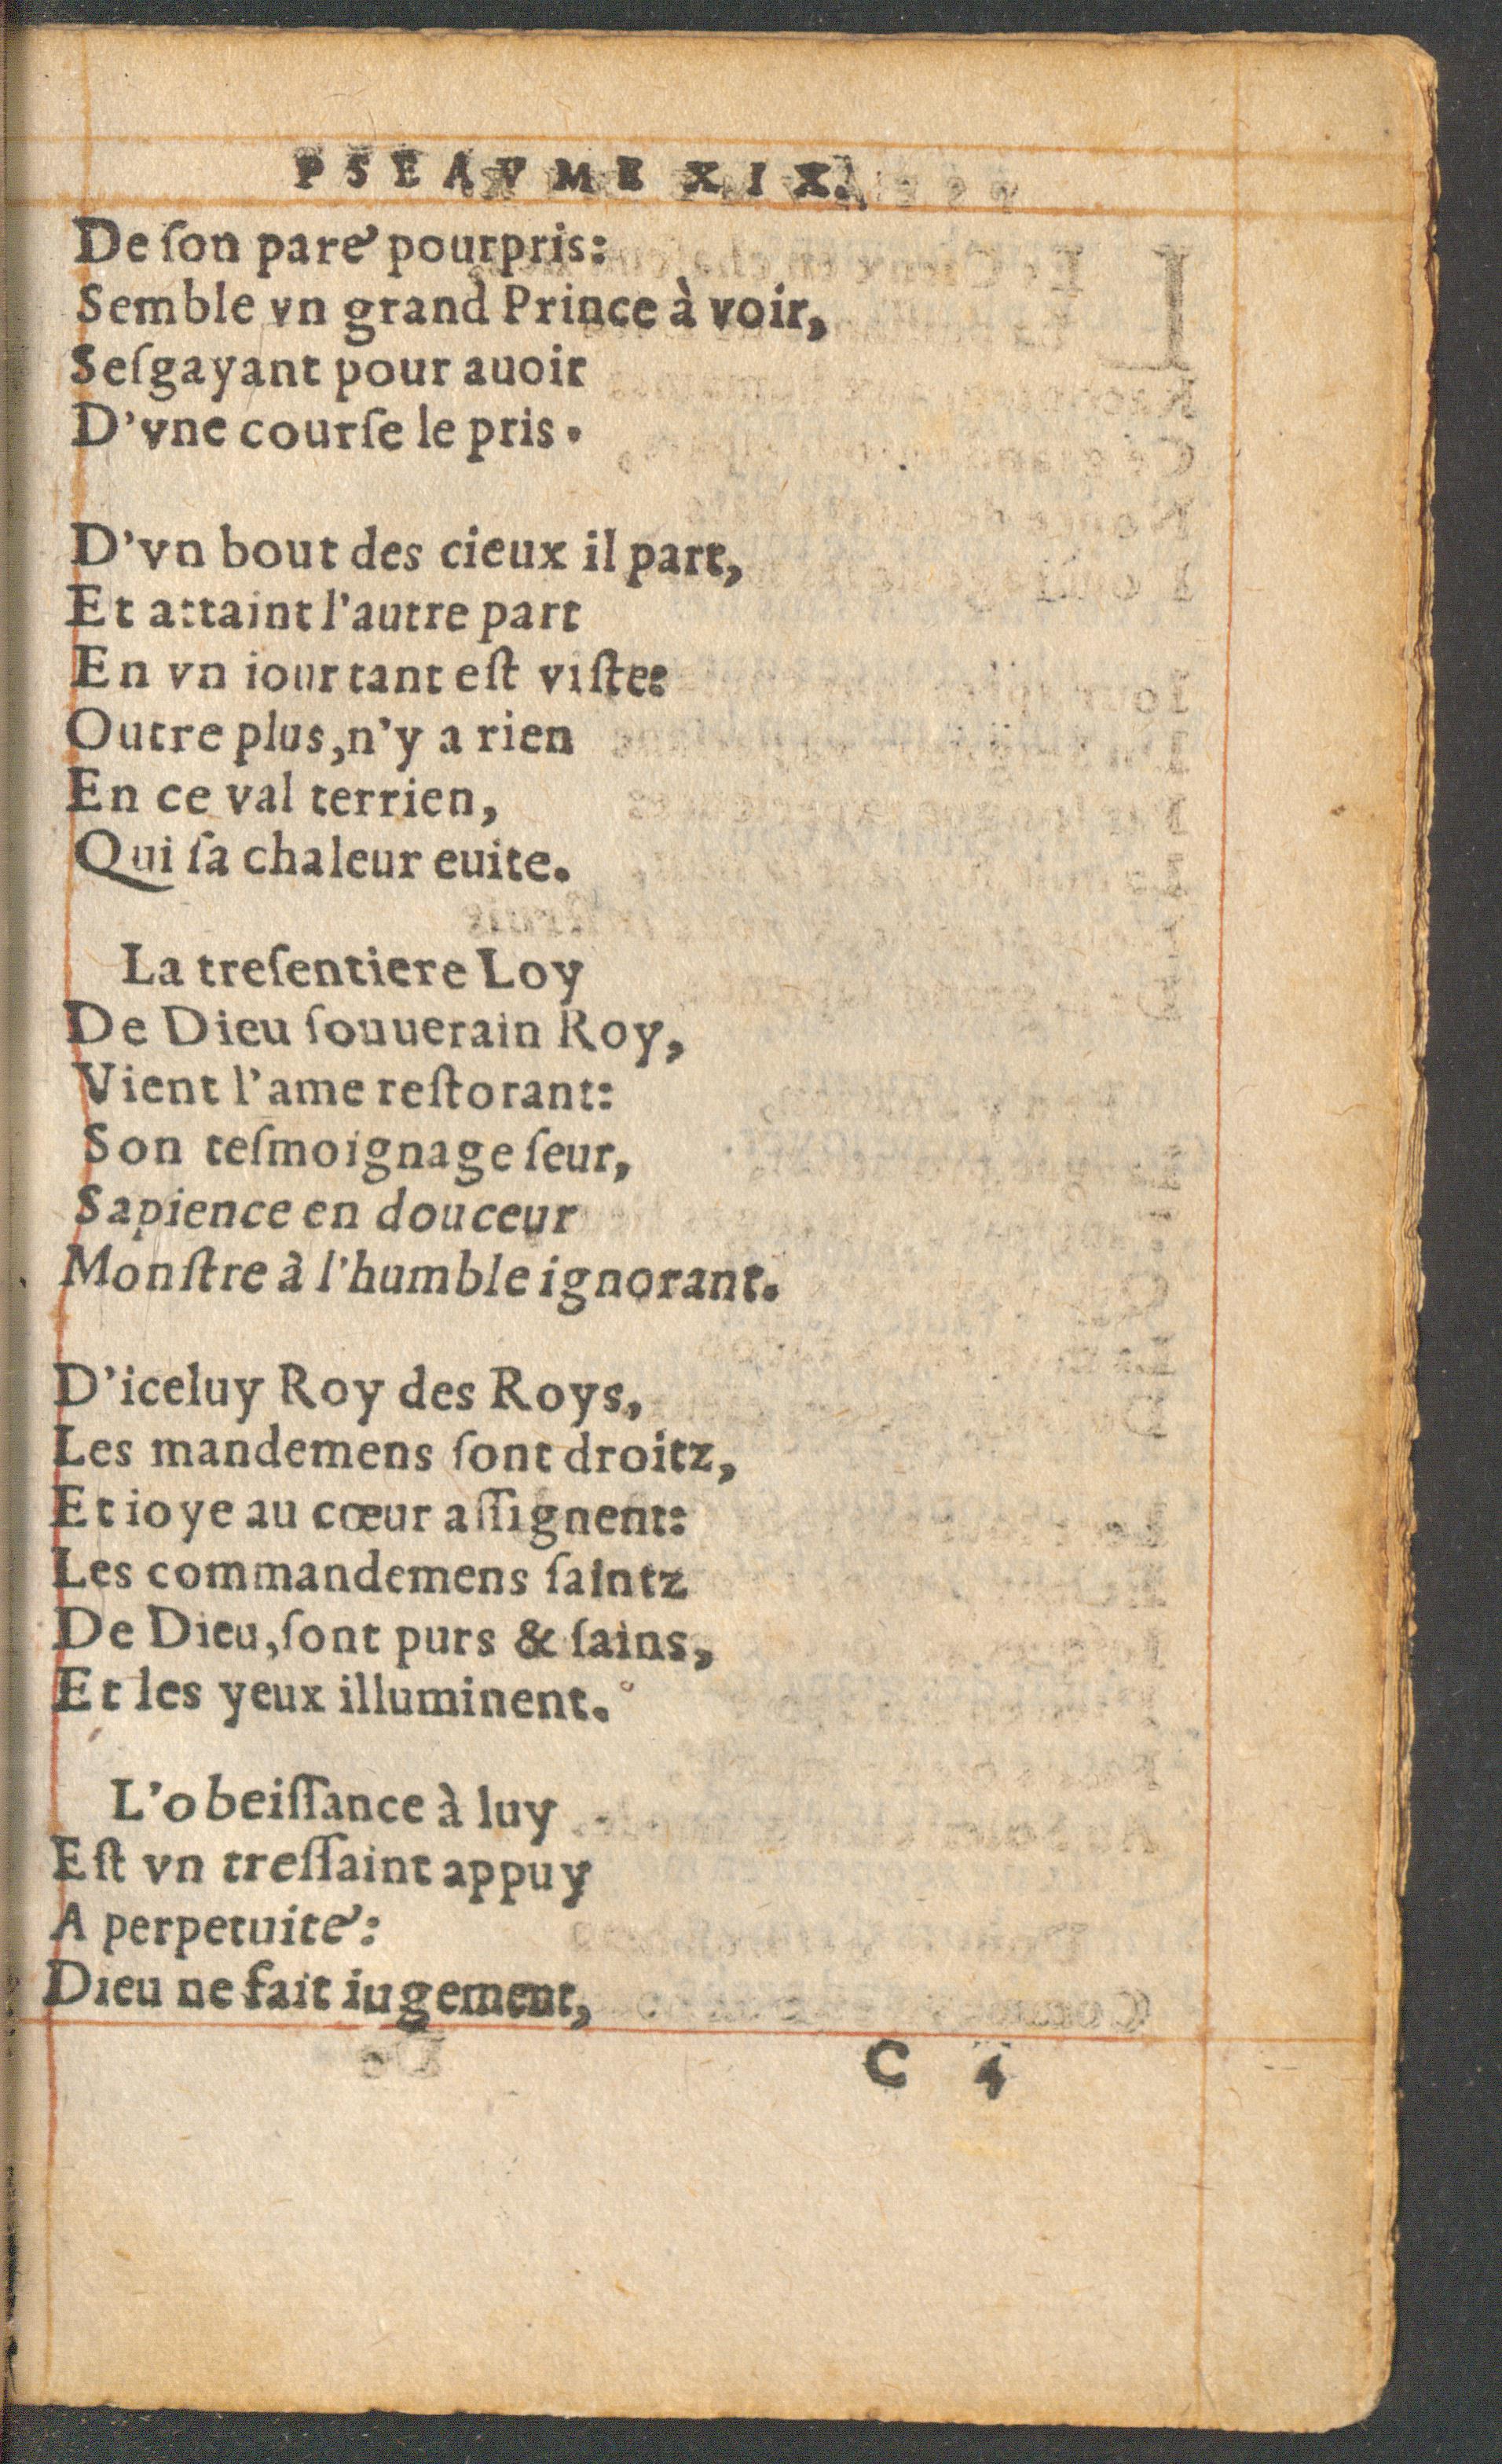 PSEAVME XIX.
De ſon paré pourpris:
Semble vn grand Prince à voir,
Seſgayant pour auoir
D'vne courſe le pris.
D'vn bout des cieux il part,
Et attaint l'autre part
En vn iour tant eſt viſte:
Outre plus, n'y a rien
En ce val terrien,
Qui ſa chaleur euite.
La treſentiere Loy
De Dieu ſouuerain Roy,
Vient l'ame reſtorant:
Son teſmoignage ſeur,
Sapience en douceur
Monſtre à l'humble ignorant.
D'iceluy Roy des Roys,
Les mandemens ſont droitz,
Et ioye au cœur aſſignent:
Les commandemens ſaintz
De Dieu, ſont purs & ſains,
Et les yeux illuminent.
L'obeiſſance à luy
Eſt vn treſſaint appuy
A perpetuité:
Dieu ne fait iugement,
C 4